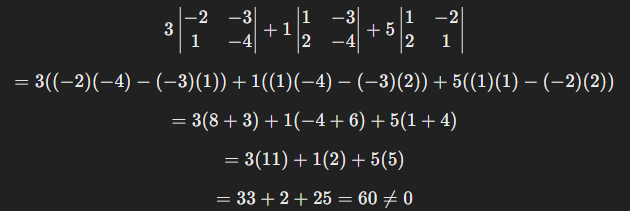 3 |−2 −3; 1 −4| + 1 |1 −3; 2 −4| + 5 |1 −2; 2 1|
= 3((−2)(−4) − (−3)(1)) + 1((1)(−4) − (−3)(2)) + 5((1)(1) − (−2)(2))
= 3(8 + 3) + 1(−4 + 6) + 5(1 + 4)
= 3(11) + 1(2) + 5(5)
= 33 + 2 + 25 = 60 ≠ 0